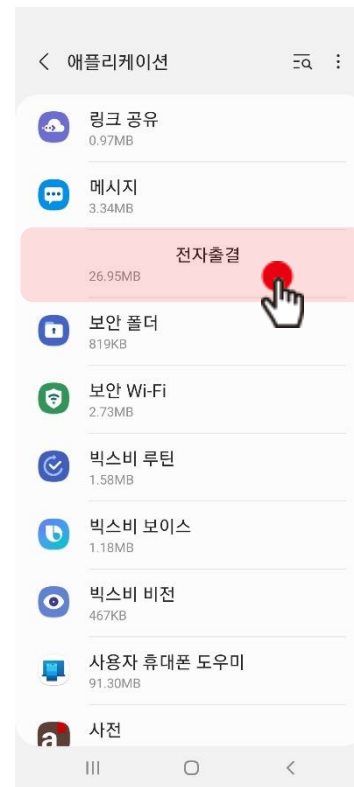 애플리케이션
링크 공유
0.97MB
메시지
3.34MB
전자출결
26.95MB
보안 폴더
819KB
보안 Wi-Fi
2.73MB
빅스비 루틴
1.58MB
빅스비 보이스
1.18MB
빅스비 비전
467KB
사용자 휴대폰 도우미
91.30MB
사전
a